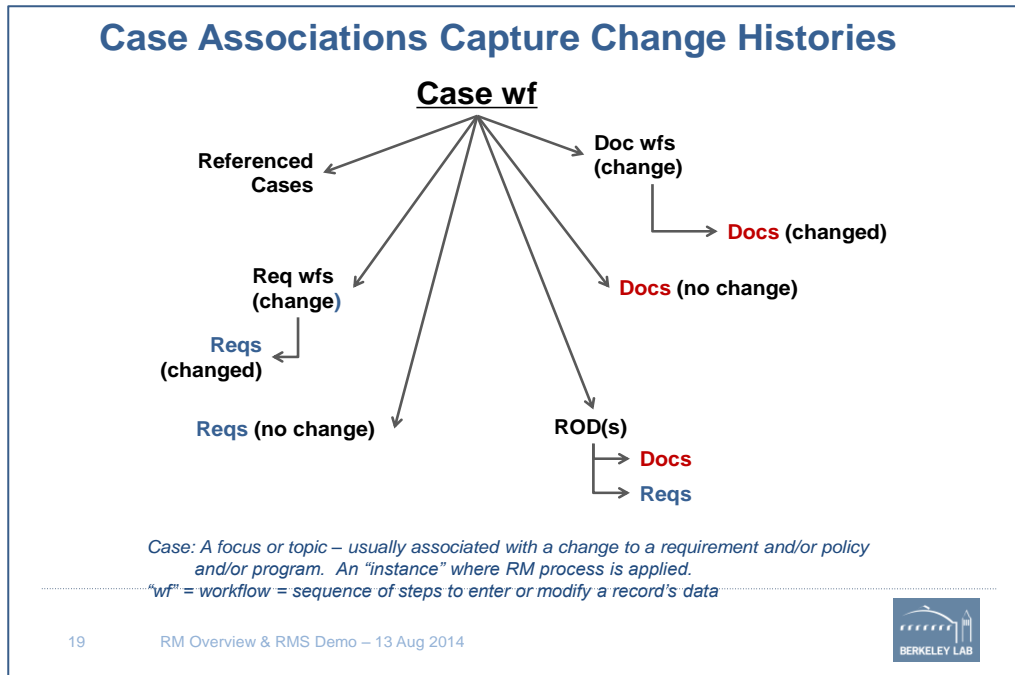 Case Associations Capture Change Histories
Case wf
Referenced
Cases
Doc wfs
(change)
Docs (changed)
Req wfs
(change)
Docs (no change)
Reqs
(changed)
Reqs (no change)
ROD(s)
Docs
Reqs
Case: A focus or topic – usually associated with a change to a requirement and/or policy
and/or program. An “instance” where RM process is applied.
“wf” = workflow = sequence of steps to enter or modify a record’s data
19 RM Overview & RMS Demo – 13 Aug 2014
BERKELEY LAB